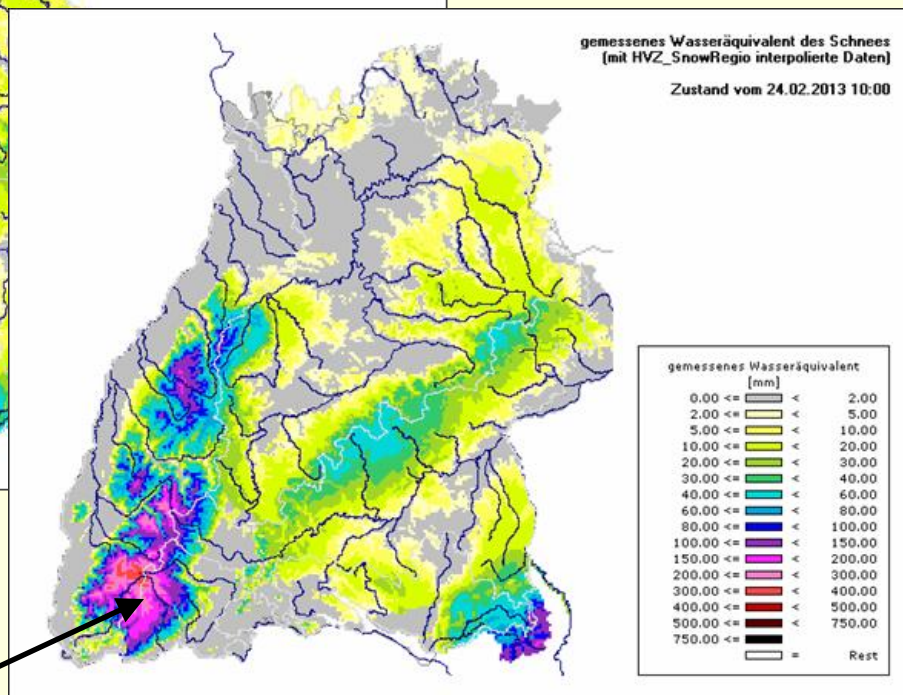 gemessenes Wasseräquivalent des Schnees
(mit HVZ_SnowRegio interpolierte Daten)
Zustand vom 24.02.2013 10:00
gemessenes Wasseräquivalent
[mm]
0.00 <= < 2.00
2.00 <= < 5.00
5.00 <= < 10.00
10.00 <= < 20.00
20.00 <= < 30.00
30.00 <= < 40.00
40.00 <= < 60.00
60.00 <= < 80.00
80.00 <= < 100.00
100.00 <= < 150.00
150.00 <= < 200.00
200.00 <= < 300.00
300.00 <= < 400.00
400.00 <= < 500.00
500.00 <= < 750.00
750.00 <=
= Rest